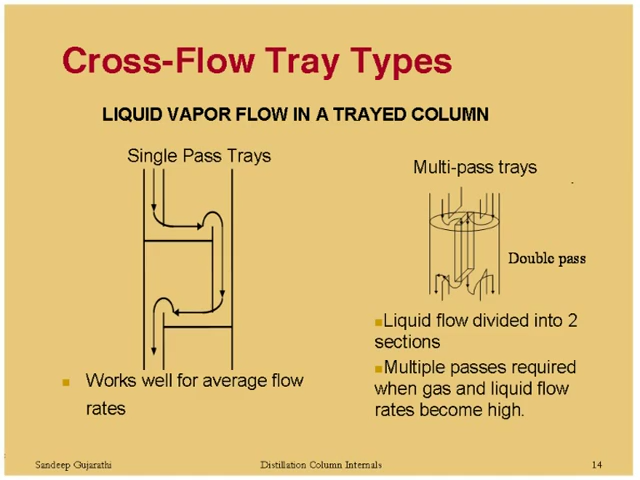 Cross-Flow Tray Types
LIQUID VAPOR FLOW IN A TRAYED COLUMN
Single Pass Trays
Works well for average flow
rates
Multi-pass trays
Double pass
Liquid flow divided into 2
sections
Multiple passes required
when gas and liquid flow
rates become high.
Sandeep Gujarathi
Distillation Column Internals
14